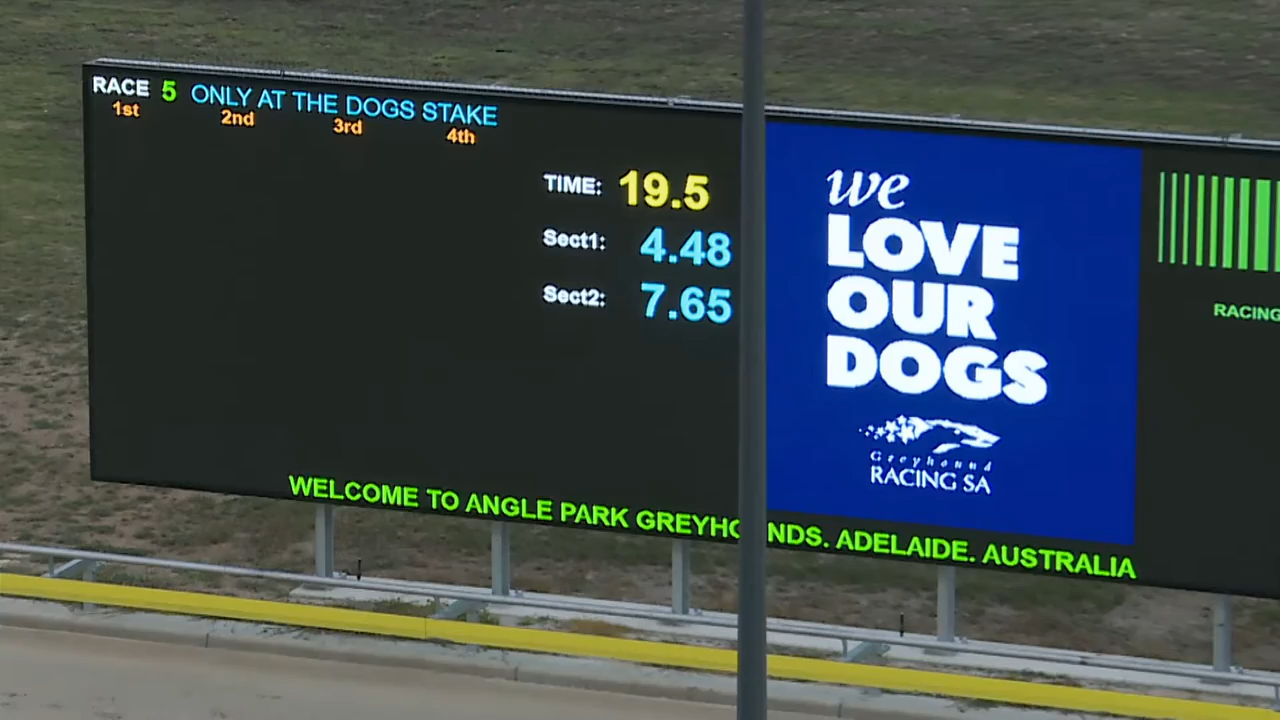 RACE 5 ONLY AT THE DOGS STAKE
1st 2nd 3rd 4th
TIME: 19.5
Sect1: 4.48
Sect2: 7.65
we
LOVE
OUR
DOGS
Greyhound
RACING SA
RACING
WELCOME TO ANGLE PARK GREYHOUNDS. ADELAIDE. AUSTRALIA